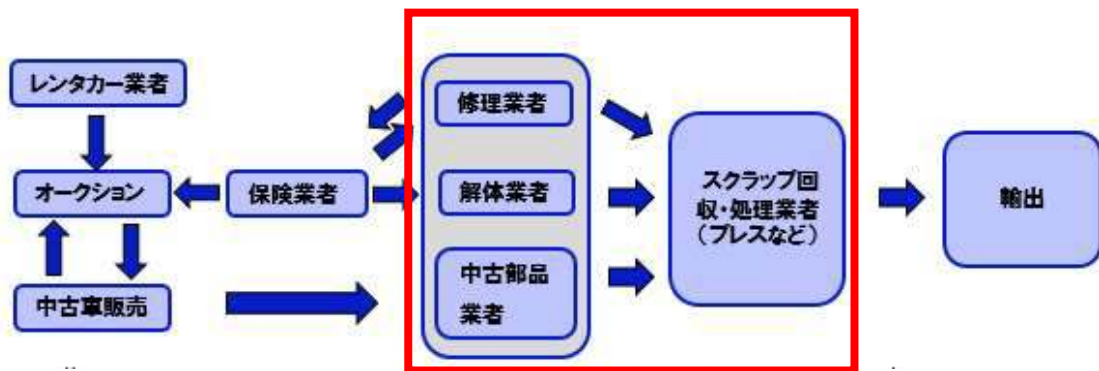 レンタカー業者
オークション
中古車販売
保険業者
修理業者
解体業者
中古部品
業者
スクラップ回
収・処理業者
（プレスなど）
輸出